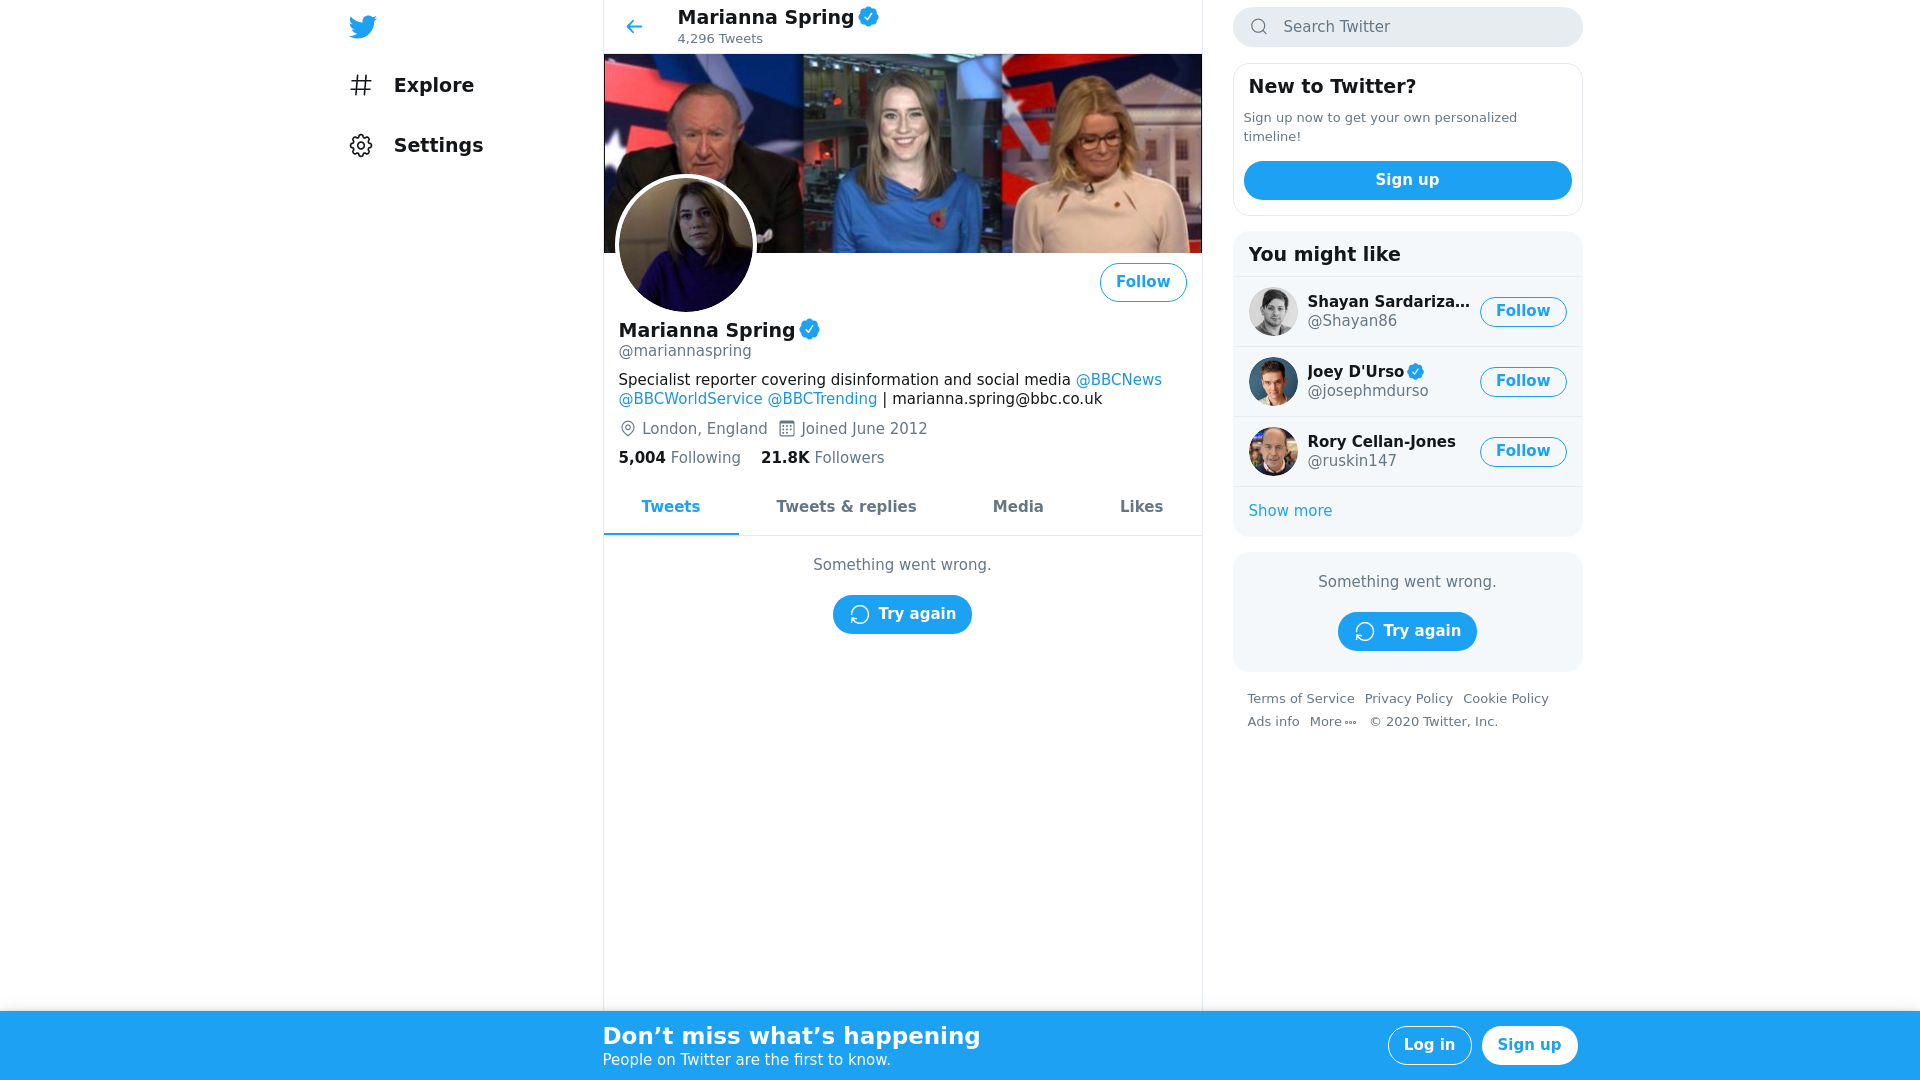 Explore
Settings
Marianna Spring
4,296 Tweets
Follow
Marianna Spring
@mariannaspring
Specialist reporter covering disinformation and social media @BBCNews
@BBCWorldService @BBCTrending | marianna.spring@bbc.co.uk
London, England Joined June 2012
5,004 Following 21.8K Followers
Tweets Tweets & replies Media Likes
Something went wrong.
Try again
Search Twitter
New to Twitter?
Sign up now to get your own personalized
timeline!
Sign up
You might like
Shayan Sardariza...
@Shayan86
Follow
Joey D'Urso
@josephmdurso
Follow
Rory Cellan-Jones
@ruskin147
Follow
Show more
Something went wrong.
Try again
Terms of Service Privacy Policy Cookie Policy
Ads info More © 2020 Twitter, Inc.
Don’t miss what’s happening
People on Twitter are the first to know.
Log in
Sign up